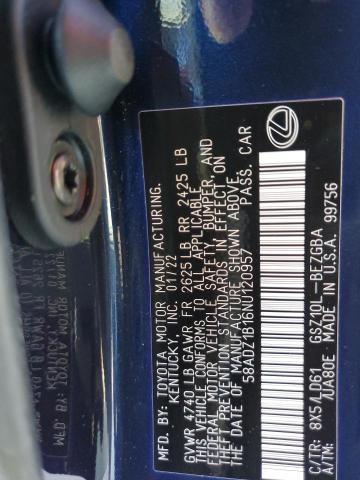 MFD. BY: TOYOTA MOTOR MANUFACTURING.
KENTUCKY, INC. 01/22
GVWR 4740 LB GAWR FR 2625 LB RR 2425 LB
THIS VEHICLE CONFORMS TO ALL APPLICABLE
FEDERAL MOTOR VEHICLE SAFETY, BUMPER, AND
THEFT PREVENTION STANDARDS IN EFFECT ON
THE DATE OF MANUFACTURE SHOWN ABOVE.
58ADZ1B16NU120957 PASS. CAR
C/TR: 8X5/LD61 GSZ10L-BEZGBA
A/TM: /UA80E MADE IN U.S.A. 99756